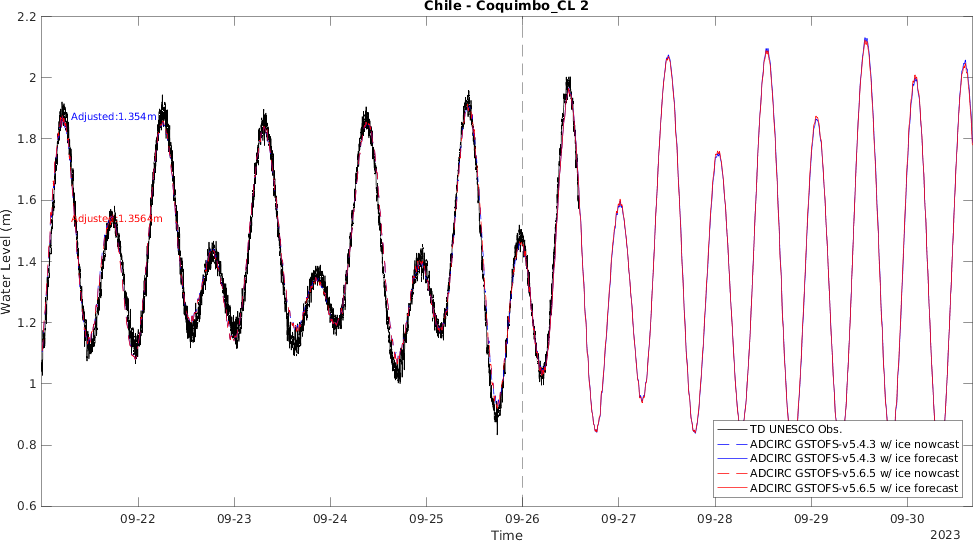 Chile - Coquimbo_CL 2
2.2
2
1.8
1.6
1.4
1.2
1
0.8
0.6
Water Level (m)
Adjusted:1.354m
Adjusted:1.3564m
TD UNESCO Obs.
ADCIRC GSTOFS-v5.4.3 w/ ice nowcast
ADCIRC GSTOFS-v5.4.3 w/ ice forecast
ADCIRC GSTOFS-v5.6.5 w/ ice nowcast
ADCIRC GSTOFS-v5.6.5 w/ ice forecast
09-22 09-23 09-24 09-25 09-26 09-27 09-28 09-29 09-30
Time
2023